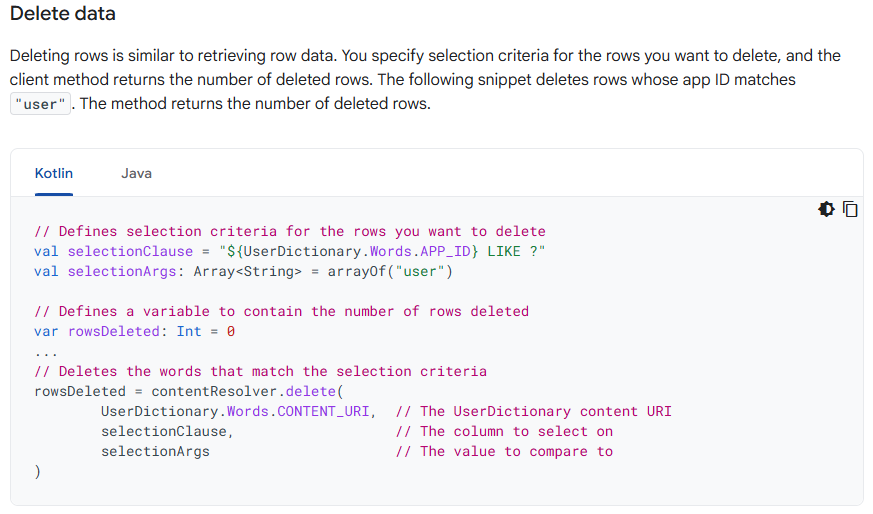 Delete data
Deleting rows is similar to retrieving row data. You specify selection criteria for the rows you want to delete, and the
client method returns the number of deleted rows. The following snippet deletes rows whose app ID matches
"user". The method returns the number of deleted rows.
Kotlin Java
// Defines selection criteria for the rows you want to delete
val selectionClause = "${UserDictionary.Words.APP_ID} LIKE ?"
val selectionArgs: Array<String> = arrayOf("user")
// Defines a variable to contain the number of rows deleted
var rowsDeleted: Int = 0
...
// Deletes the words that match the selection criteria
rowsDeleted = contentResolver.delete(
        UserDictionary.Words.CONTENT_URI,  // The UserDictionary content URI
        selectionClause,                   // The column to select on
        selectionArgs                      // The value to compare to
)